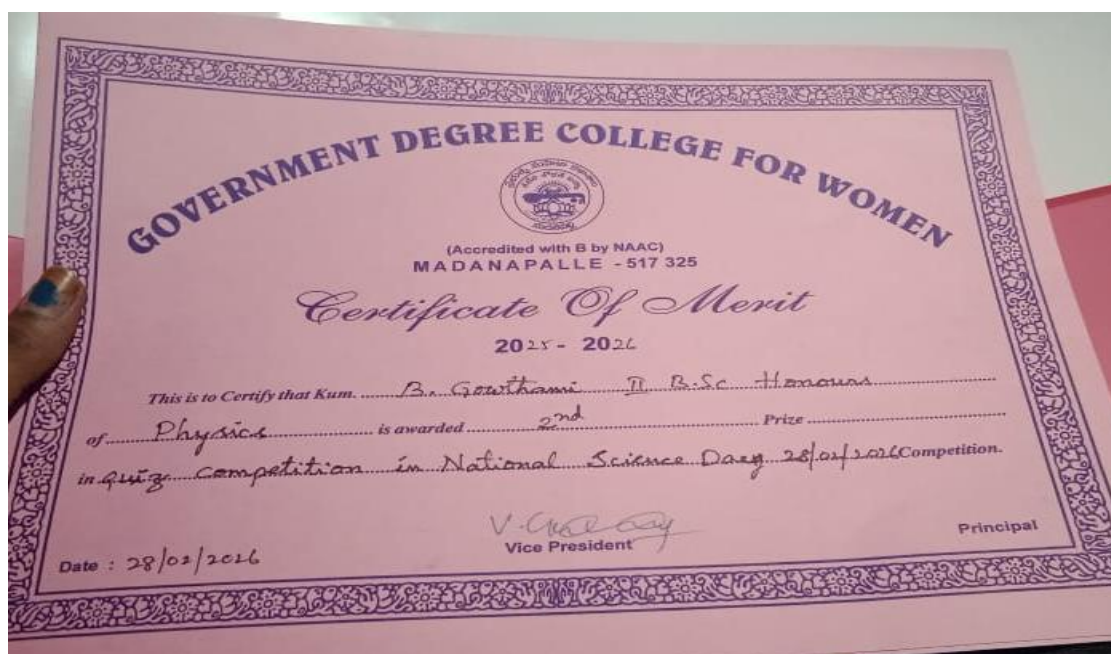 GOVERNMENT DEGREE COLLEGE FOR WOMEN
(Accredited with B by NAAC)
MADANAPALLE - 517 325
Certificate Of Merit
2025 - 2026
This is to Certify that Kum. B. Gowthami II B.Sc Honours
of Physics is awarded 2nd Prize
in Quiz Competition in National Science Day 28/02/2026 Competition.
Vice President
Principal
Date : 28/02/2026